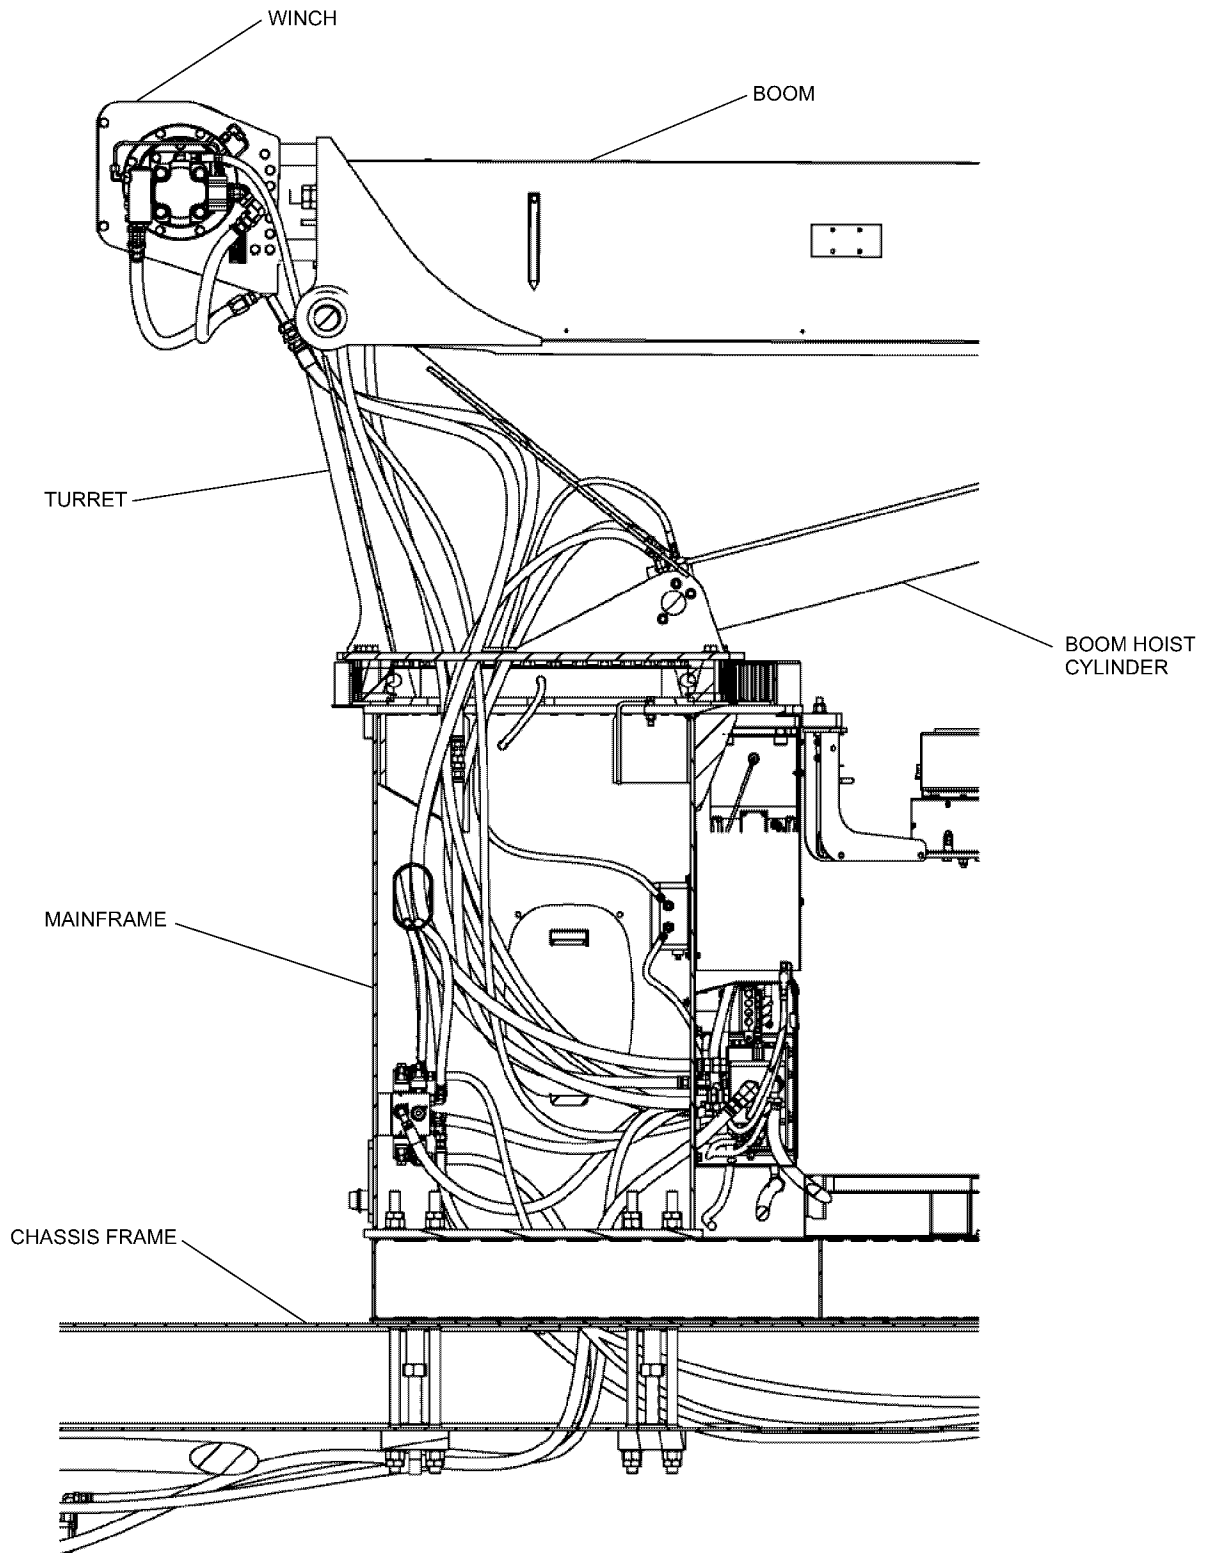 WINCH
BOOM
TURRET
BOOM HOIST
CYLINDER
MAINFRAME
CHASSIS FRAME